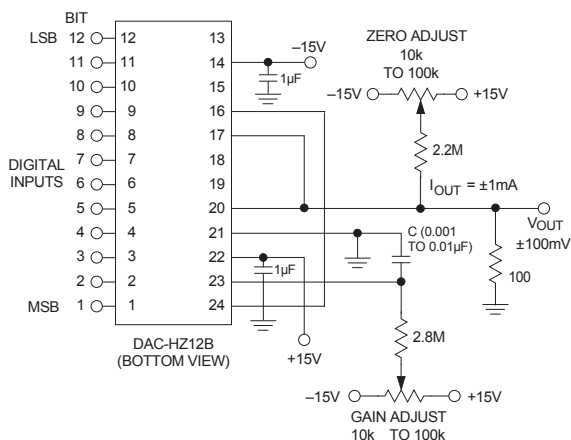 BIT
LSB 12 12 13
11 11 14
10 10 15
9 9 16
8 8 17
7 7 18
DIGITAL
INPUTS
6 6 19
5 5 20
4 4 21
3 3 22
2 2 23
MSB 1 1 24
DAC-HZ12B
(BOTTOM VIEW)
–15V
1µF
1µF
+15V
ZERO ADJUST
10k
TO 100k
–15V +15V
2.2M
IOUT = ±1mA
VOUT
±100mV
C (0.001
TO 0.01µF)
100
2.8M
–15V +15V
GAIN ADJUST
10k TO 100k